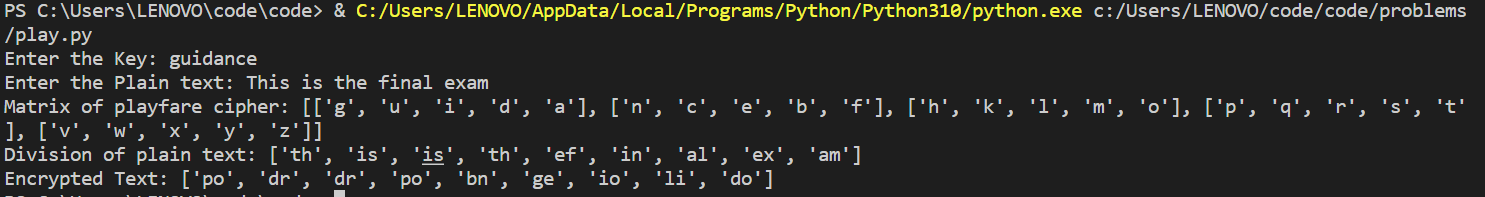 PS C:\Users\LENOVO\code\code> & C:/Users/LENOVO/AppData/Local/Programs/Python/Python310/python.exe c:/Users/LENOVO/code/code/problems
/play.py
Enter the Key: guidance
Enter the Plain text: This is the final exam
Matrix of playfare cipher: [['g', 'u', 'i', 'd', 'a'], ['n', 'c', 'e', 'b', 'f'], ['h', 'k', 'l', 'm', 'o'], ['p', 'q', 'r', 's', 't'
], ['v', 'w', 'x', 'y', 'z']]
Division of plain text: ['th', 'is', 'is', 'th', 'ef', 'in', 'al', 'ex', 'am']
Encrypted Text: ['po', 'dr', 'dr', 'po', 'bn', 'ge', 'io', 'li', 'do']